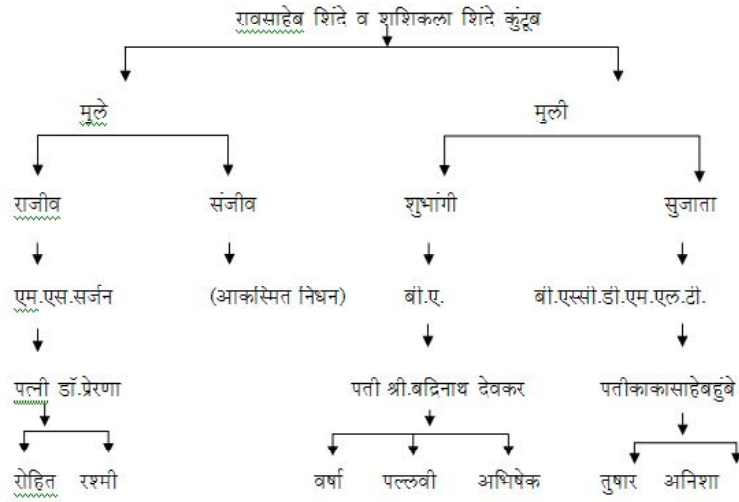 रावसाहेब शिंदे व शशिकला शिंदे कुंटूब
मुले मुली
राजीव संजीव शुभांगी सुजाता
एम.एस.सर्जन (आकस्मित निधन) बी.ए. बी.एस्सी.डी.एम.एल.टी.
पत्नी डॉ.प्रेरणा पती श्री.बद्रिनाथ देवकर पतीकाकासाहेबहुंबे
रोहित रश्मी वर्षा पल्लवी अभिषेक तुषार अनिशा